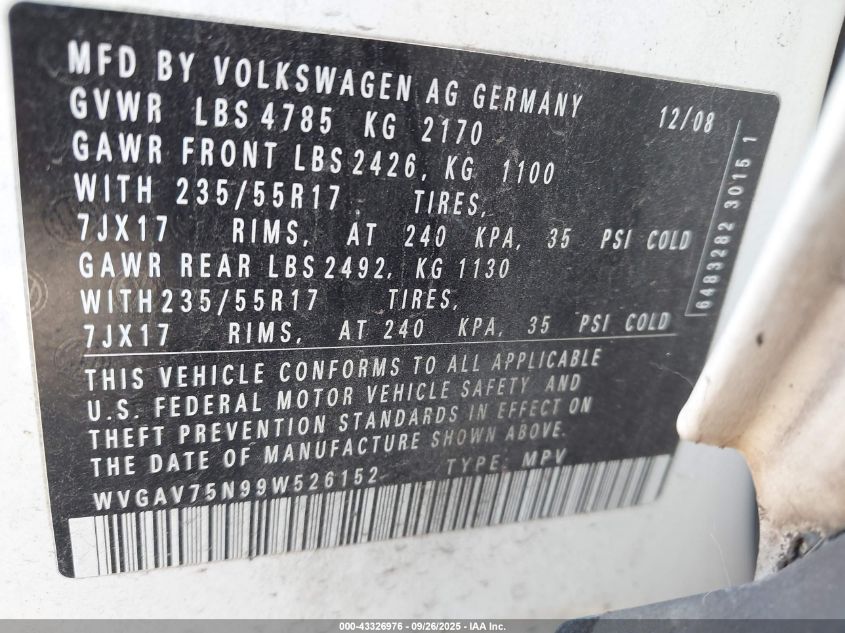 MFD BY VOLKSWAGEN AG GERMANY 12/08
GVWR LBS 4785 KG 2170
GAWR FRONT LBS 2426, KG 1100
WITH 235/55R17 TIRES,
7JX17 RIMS, AT 240 KPA, 35 PSI COLD
GAWR REAR LBS 2492, KG 1130
WITH 235/55R17 TIRES,
7JX17 RIMS, AT 240 KPA, 35 PSI COLD
THIS VEHICLE CONFORMS TO ALL APPLICABLE
U.S. FEDERAL MOTOR VEHICLE SAFETY AND
THEFT PREVENTION STANDARDS IN EFFECT ON
THE DATE OF MANUFACTURE SHOWN ABOVE.
WVGAV75N99W526152 TYPE: MPV
6483282 3015 1
000-43326976 - 09/26/2025 - IAA Inc.